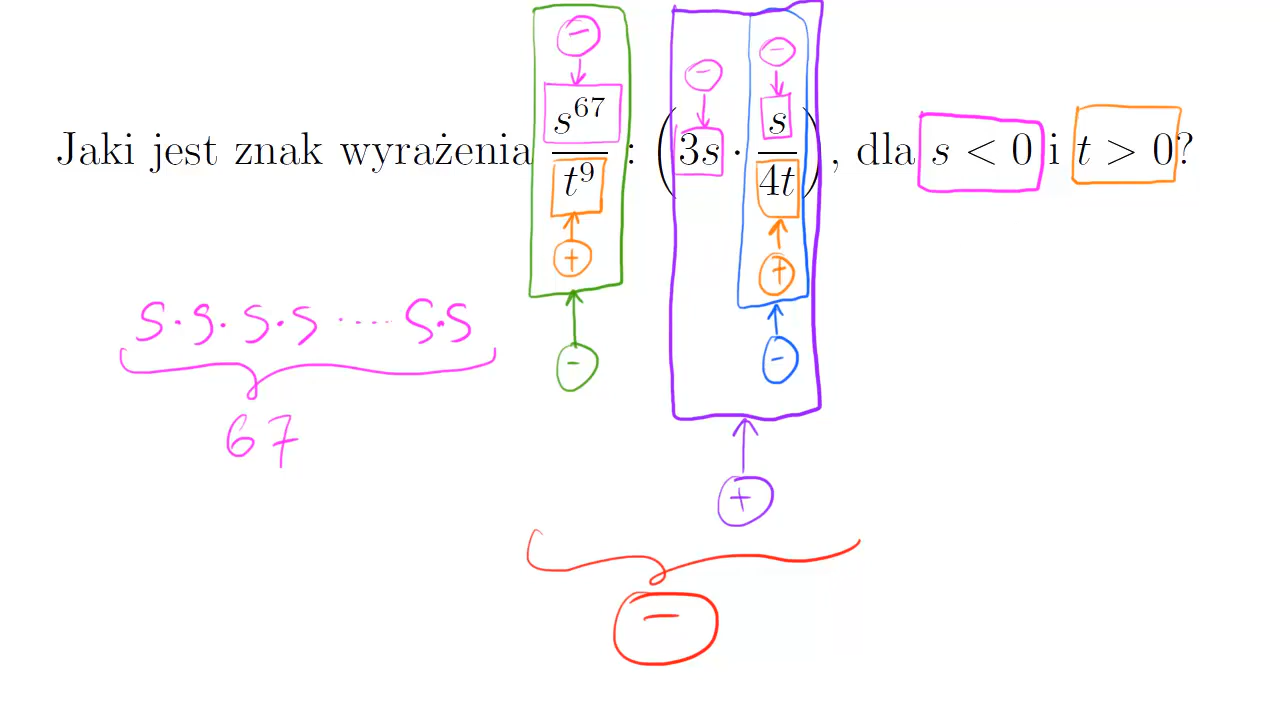 − − −
Jaki jest znak wyrażenia s^67/t^9 : (3s · s/4t), dla s < 0 i t > 0?
+ +
s·s·s·s ····· s·s
− −
67
+
−